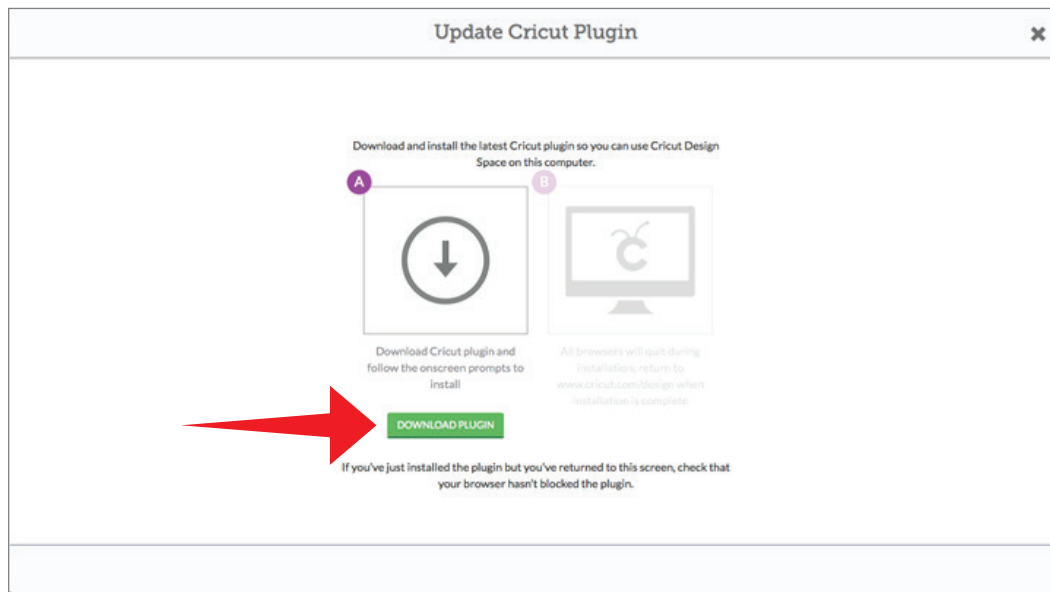 Update Cricut Plugin
Download and install the latest Cricut plugin so you can use Cricut Design
Space on this computer.
A
B
Download Cricut plugin and
follow the onscreen prompts to
install
All browsers will quit during
installation; return to
www.cricut.com/design when
installation is complete
DOWNLOAD PLUGIN
If you've just installed the plugin but you've returned to this screen, check that
your browser hasn't blocked the plugin.